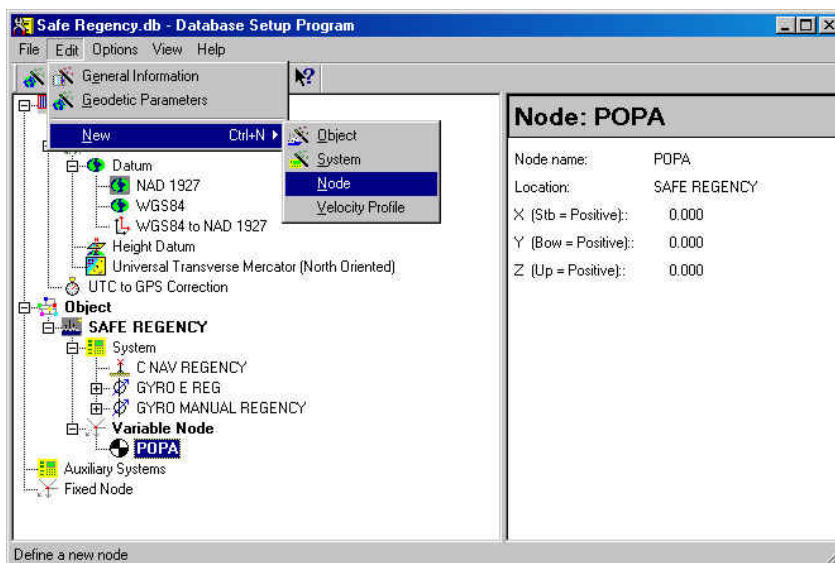 Safe Regency.db - Database Setup Program
File Edit Options View Help
General Information
Geodetic Parameters
New Ctrl+N
Object
System
Node
Velocity Profile
Datum
NAD 1927
WGS84
WGS84 to NAD 1927
Height Datum
Universal Transverse Mercator (North Oriented)
UTC to GPS Correction
Object
SAFE REGENCY
System
C NAV REGENCY
GYRO E REG
GYRO MANUAL REGENCY
Variable Node
POPA
Auxiliary Systems
Fixed Node
Node: POPA
Node name: POPA
Location: SAFE REGENCY
X (Stb = Positive):: 0.000
Y (Bow = Positive):: 0.000
Z (Up = Positive):: 0.000
Define a new node